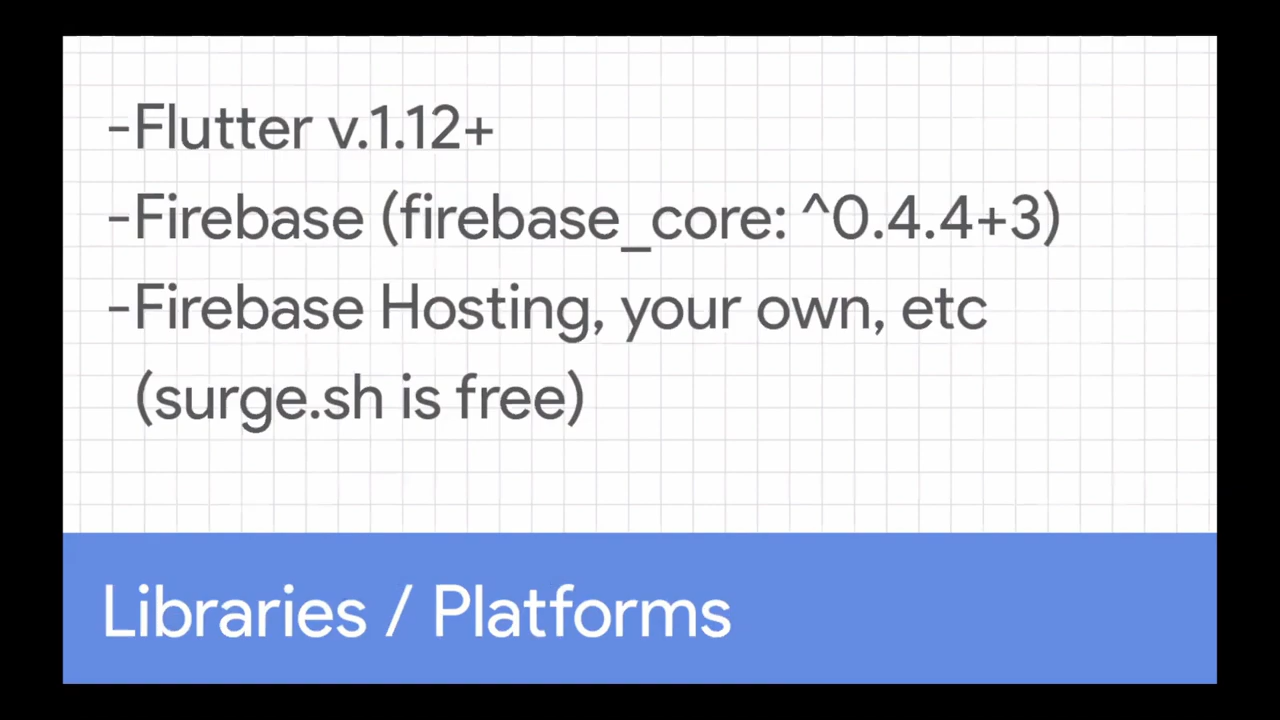 -Flutter v.1.12+
-Firebase (firebase_core: ^0.4.4+3)
-Firebase Hosting, your own, etc
(surge.sh is free)
Libraries / Platforms